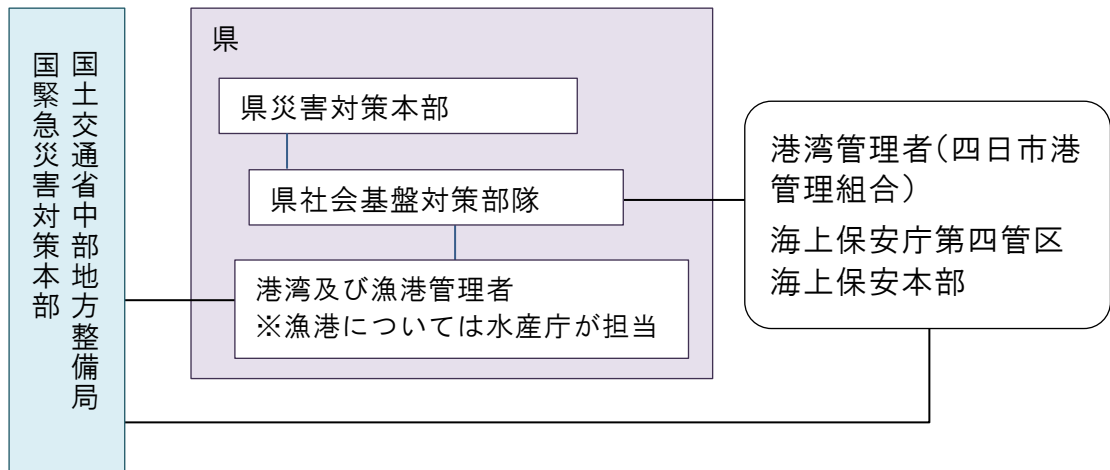 国土交通省中部地方整備局
国緊急災害対策本部
県
県災害対策本部
県社会基盤対策部隊
港湾及び漁港管理者
※漁港については水産庁が担当
港湾管理者(四日市港
管理組合)
海上保安庁第四管区
海上保安本部